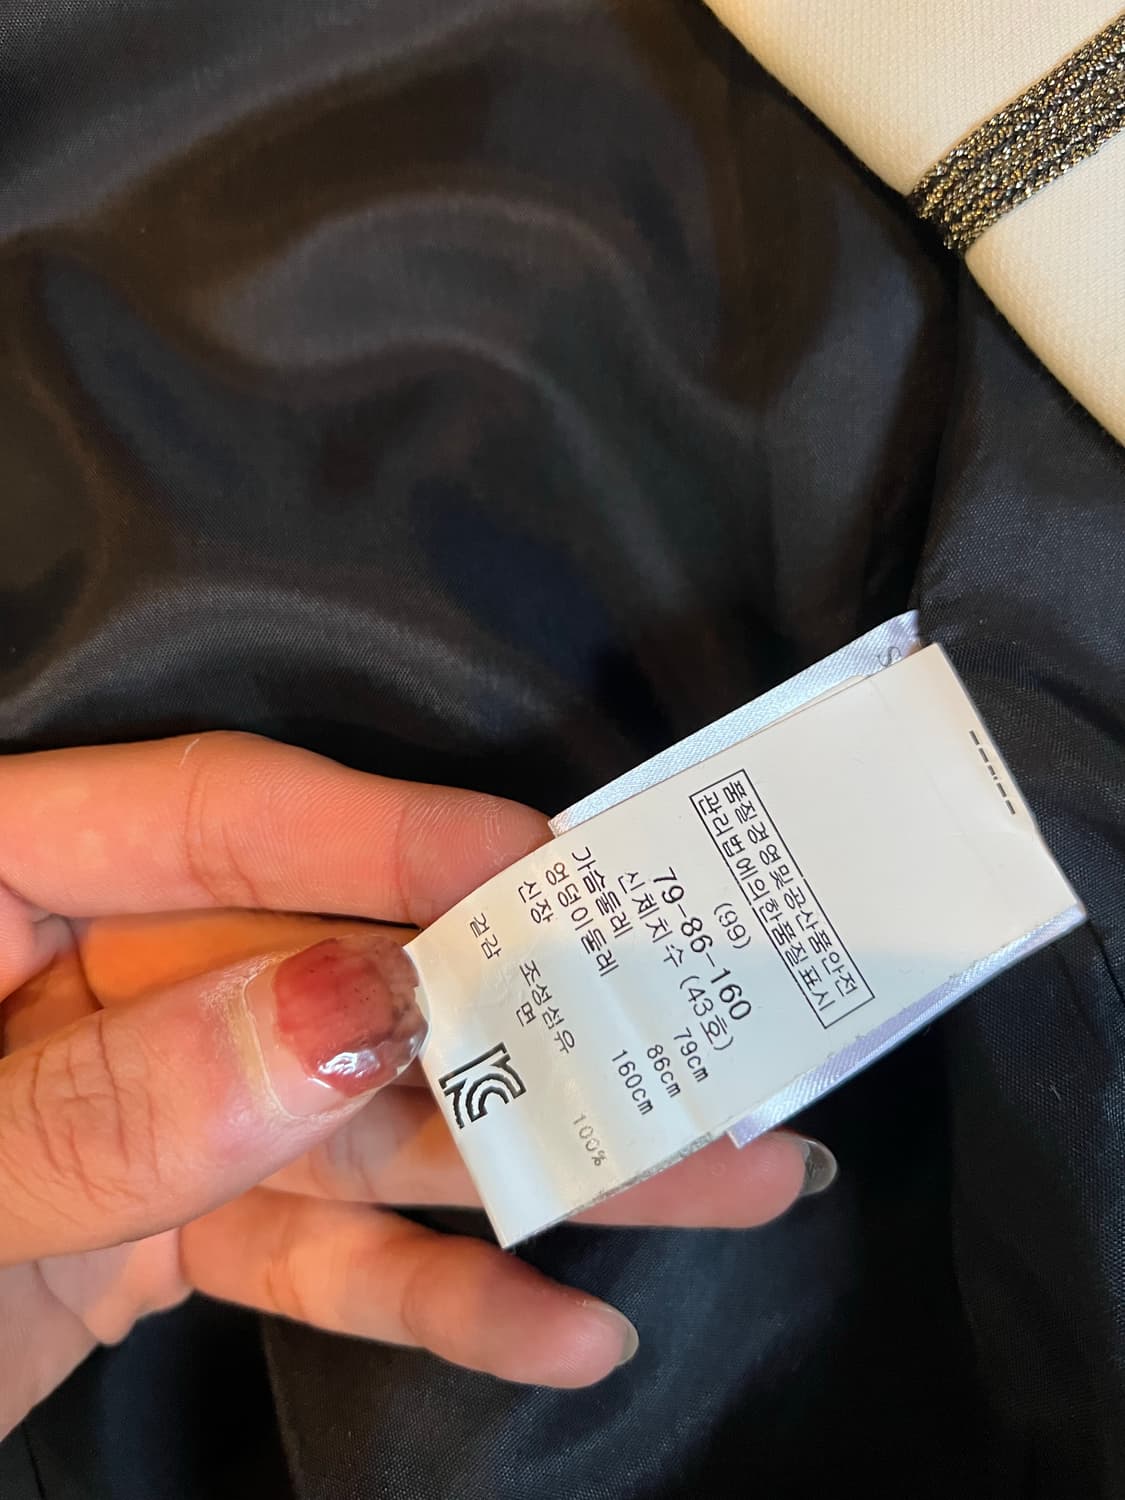 품질경영및공산품안전
관리법에의한품질표시
(99)
79-86-160
신체치수 (43호)
가슴둘레 79cm
엉덩이둘레 86cm
신장 160cm
조성섬유
겉감 면 100%
S